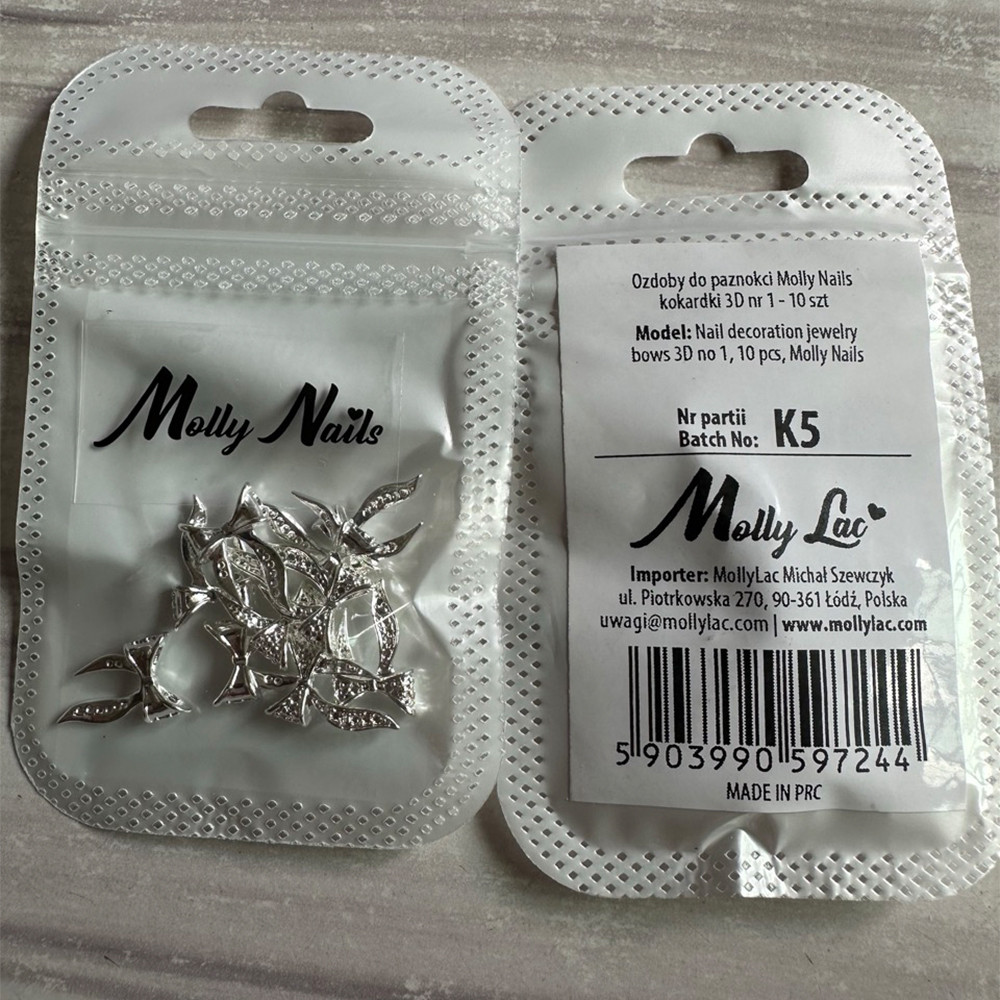 Molly Nails
Ozdoby do paznokci Molly Nails
kokardki 3D nr 1 - 10 szt
Model: Nail decoration jewelry
bows 3D no 1, 10 pcs, Molly Nails
Nr partii
Batch No: K5
Molly Lac
Importer: MollyLac Michał Szewczyk
ul. Piotrkowska 270, 90-361 Łódź, Polska
uwagi@mollylac.com | www.mollylac.com
5 903990 597244
MADE IN PRC